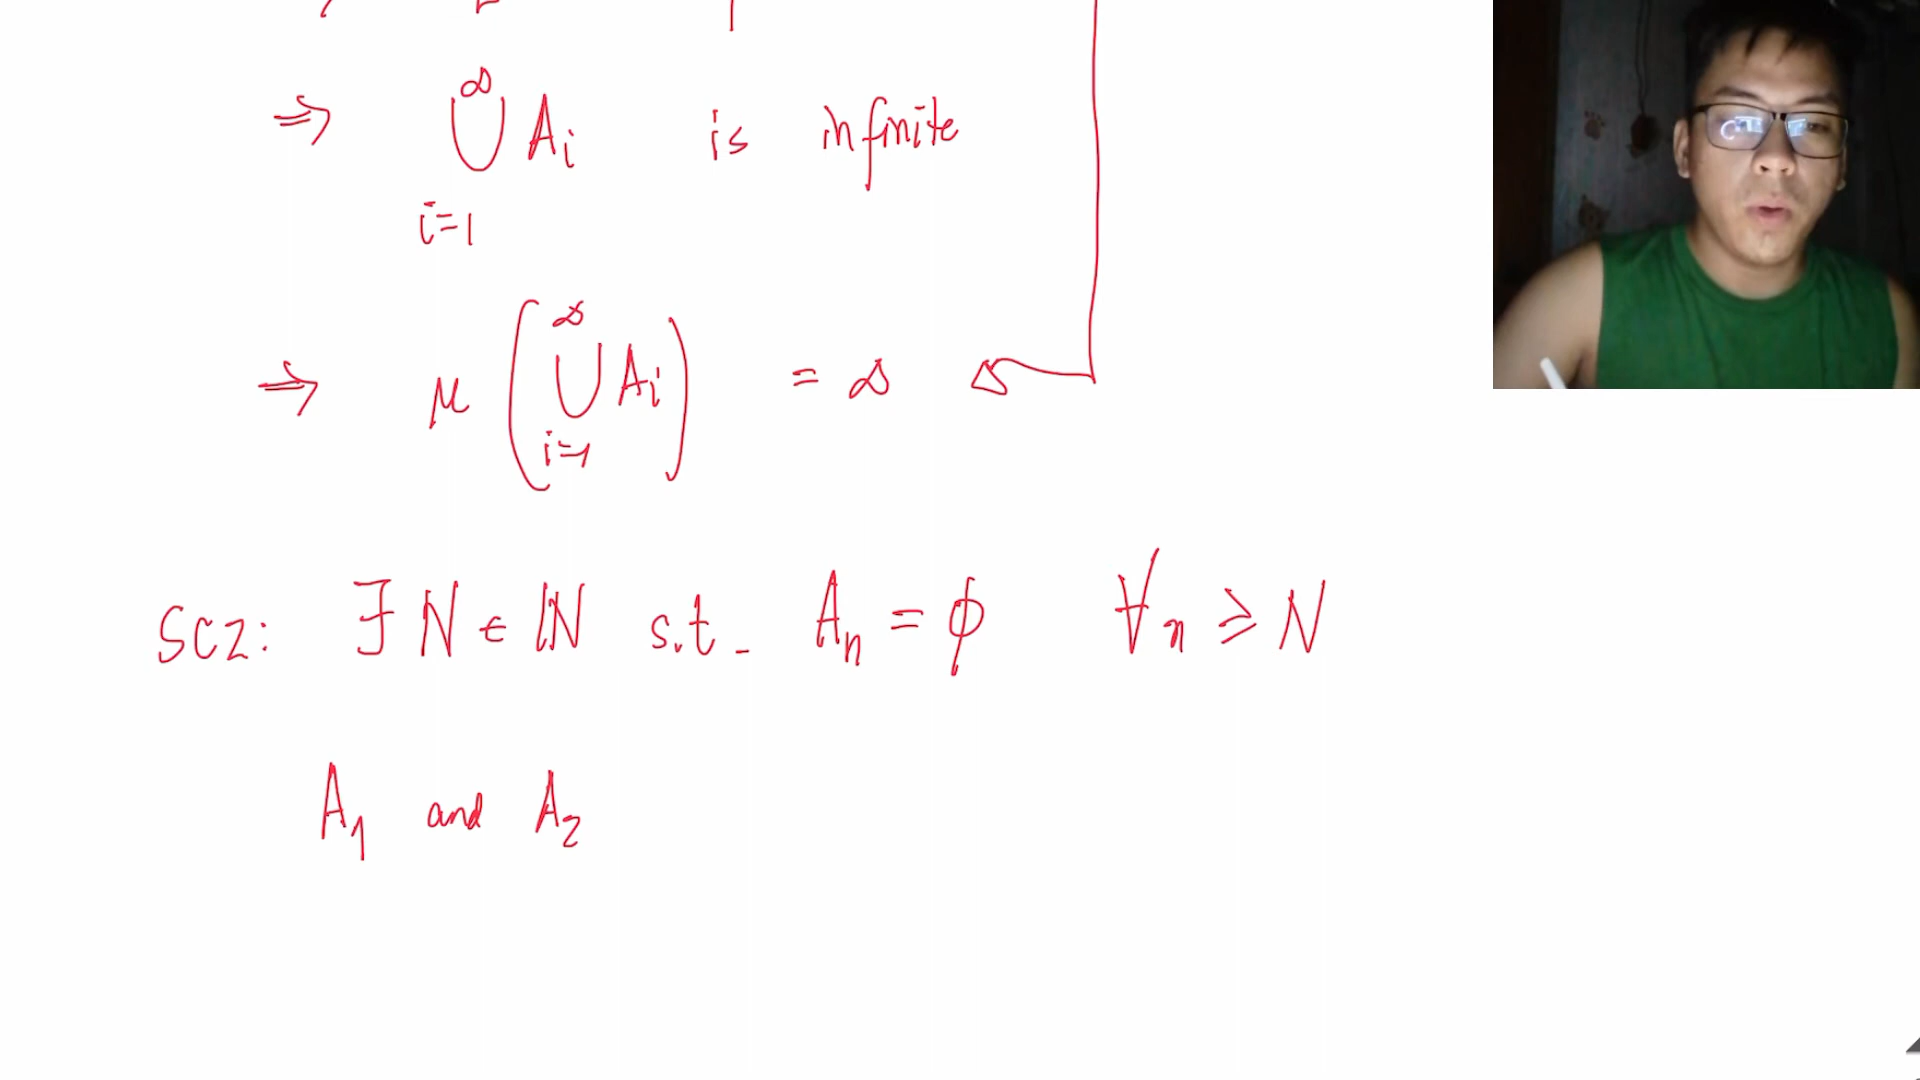 ⇒ ∞ ⋃ i=1 A_i is infinite
⇒ μ ( ∞ ⋃ i=1 A_i ) = ∞
SC2: ∃ N ∈ ℕ s.t. A_n = ϕ ∀n ≥ N
A_1 and A_2